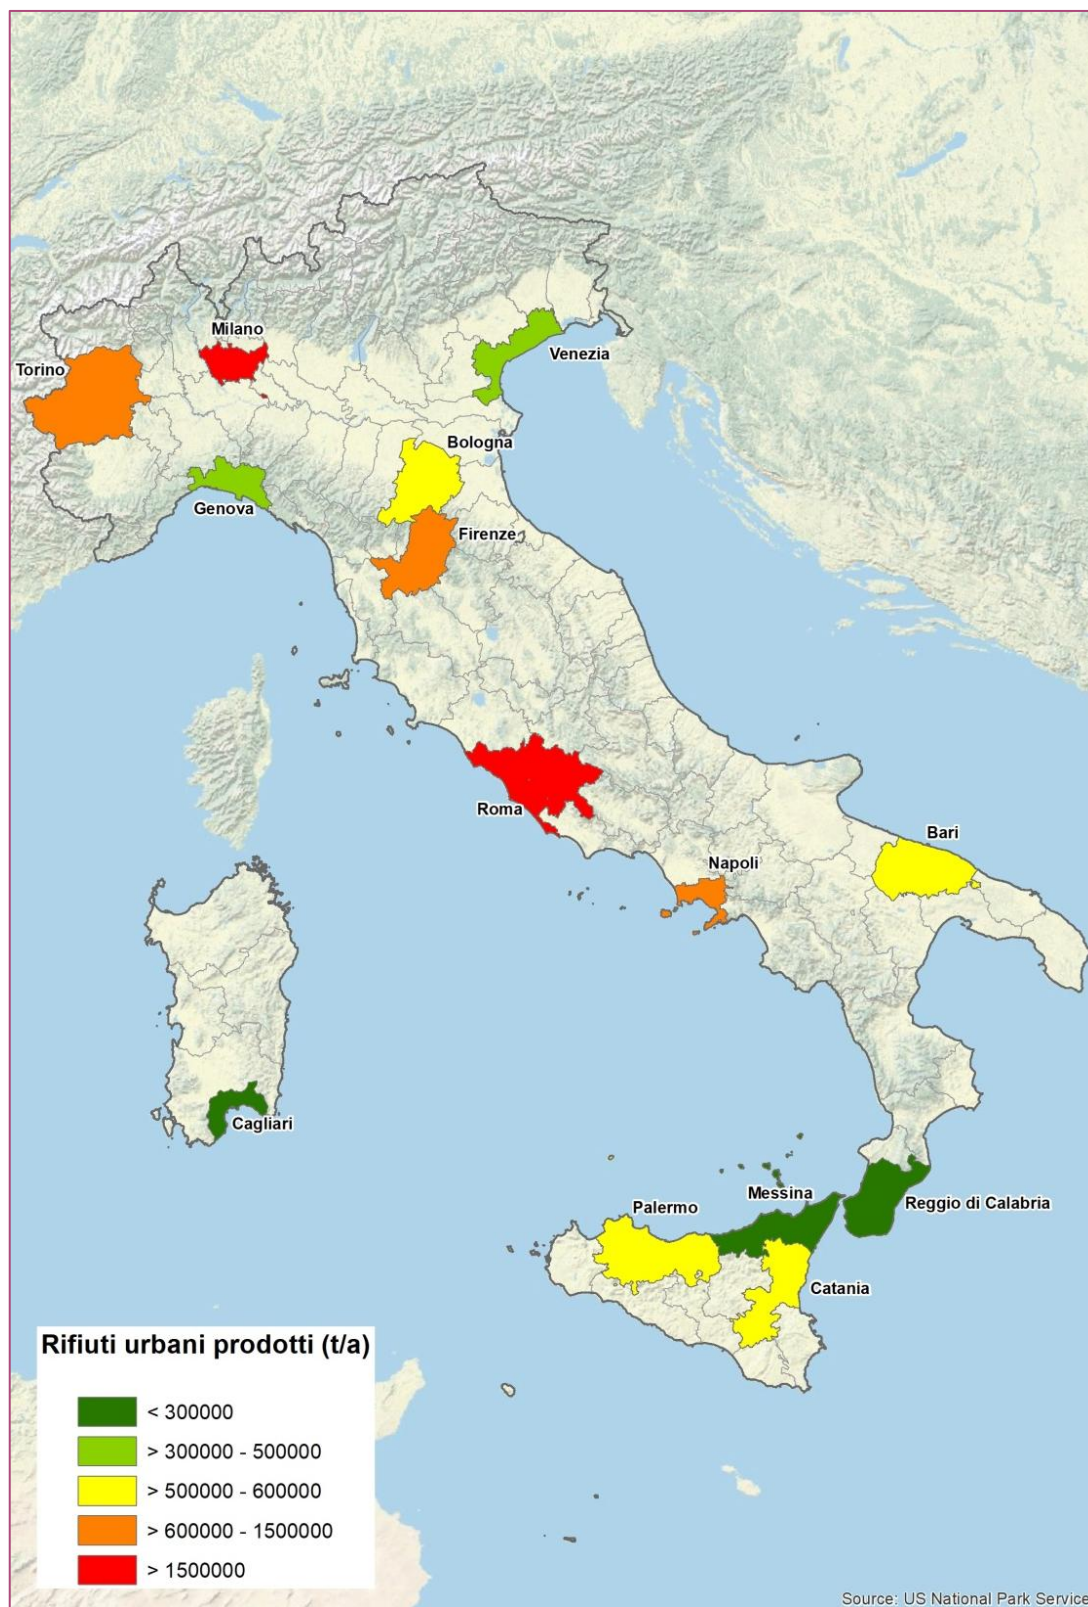 Milano
Torino
Venezia
Bologna
Genova
Firenze
Roma
Bari
Napoli
Cagliari
Messina
Reggio di Calabria
Palermo
Catania
Rifiuti urbani prodotti (t/a)
< 300000
> 300000 - 500000
> 500000 - 600000
> 600000 - 1500000
> 1500000
Source: US National Park Service